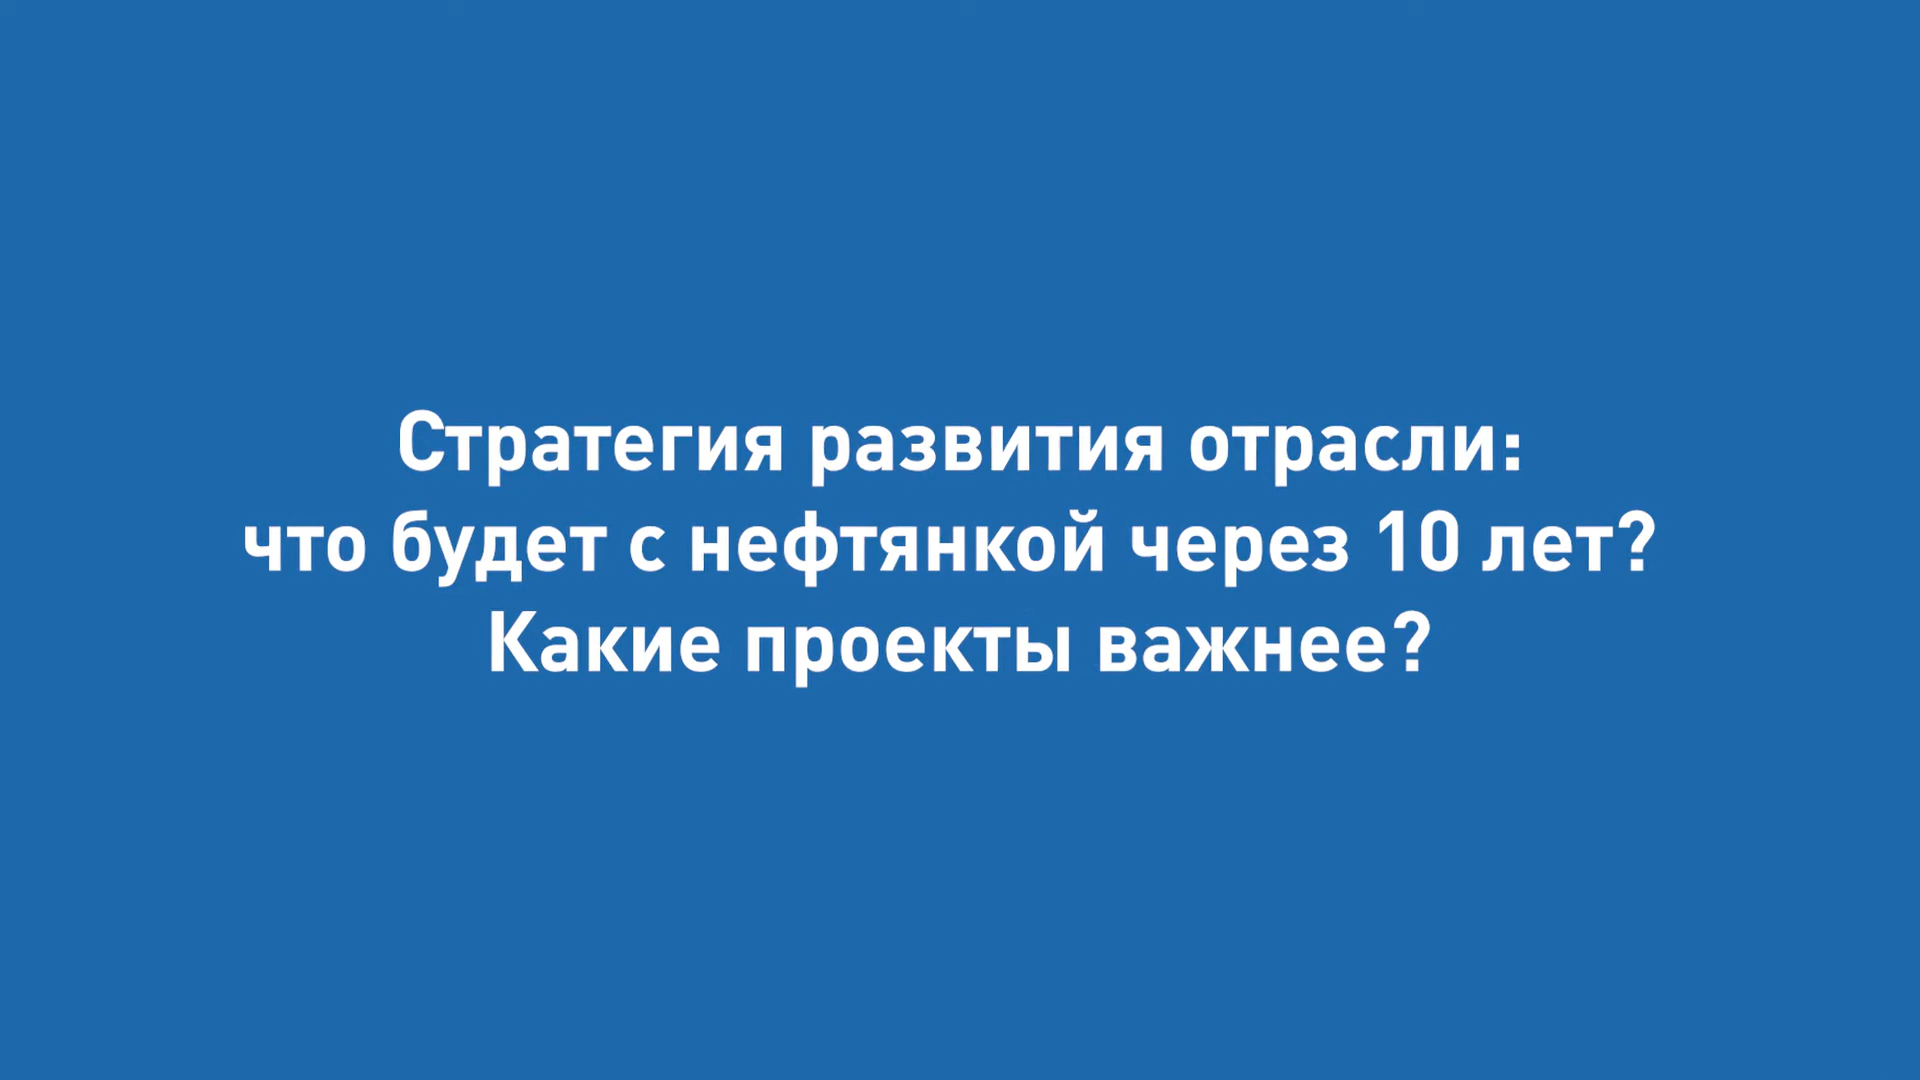 Стратегия развития отрасли:
что будет с нефтянкой через 10 лет?
Какие проекты важнее?